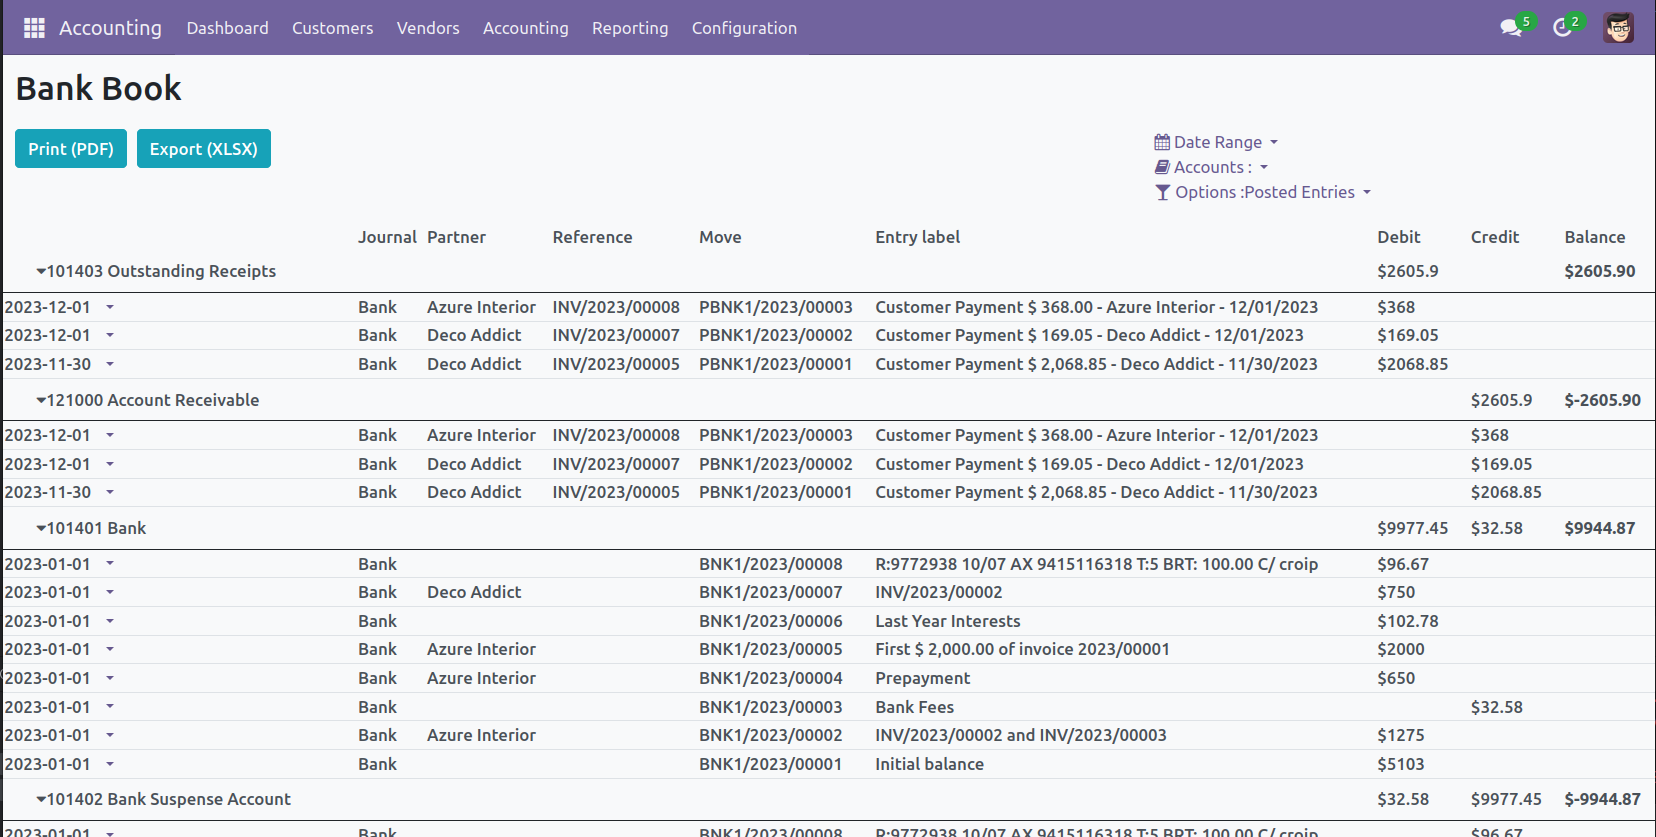 Accounting Dashboard Customers Vendors Accounting Reporting Configuration 5 2
Bank Book
Print (PDF) Export (XLSX)
Date Range
Accounts :
Options :Posted Entries
Journal Partner Reference Move Entry label Debit Credit Balance
101403 Outstanding Receipts $2605.9 $2605.90
2023-12-01 Bank Azure Interior INV/2023/00008 PBNK1/2023/00003 Customer Payment $ 368.00 - Azure Interior - 12/01/2023 $368
2023-12-01 Bank Deco Addict INV/2023/00007 PBNK1/2023/00002 Customer Payment $ 169.05 - Deco Addict - 12/01/2023 $169.05
2023-11-30 Bank Deco Addict INV/2023/00005 PBNK1/2023/00001 Customer Payment $ 2,068.85 - Deco Addict - 11/30/2023 $2068.85
121000 Account Receivable $2605.9 $-2605.90
2023-12-01 Bank Azure Interior INV/2023/00008 PBNK1/2023/00003 Customer Payment $ 368.00 - Azure Interior - 12/01/2023 $368
2023-12-01 Bank Deco Addict INV/2023/00007 PBNK1/2023/00002 Customer Payment $ 169.05 - Deco Addict - 12/01/2023 $169.05
2023-11-30 Bank Deco Addict INV/2023/00005 PBNK1/2023/00001 Customer Payment $ 2,068.85 - Deco Addict - 11/30/2023 $2068.85
101401 Bank $9977.45 $32.58 $9944.87
2023-01-01 Bank BNK1/2023/00008 R:9772938 10/07 AX 9415116318 T:5 BRT: 100.00 C/ croip $96.67
2023-01-01 Bank Deco Addict BNK1/2023/00007 INV/2023/00002 $750
2023-01-01 Bank BNK1/2023/00006 Last Year Interests $102.78
2023-01-01 Bank Azure Interior BNK1/2023/00005 First $ 2,000.00 of invoice 2023/00001 $2000
2023-01-01 Bank Azure Interior BNK1/2023/00004 Prepayment $650
2023-01-01 Bank BNK1/2023/00003 Bank Fees $32.58
2023-01-01 Bank Azure Interior BNK1/2023/00002 INV/2023/00002 and INV/2023/00003 $1275
2023-01-01 Bank BNK1/2023/00001 Initial balance $5103
101402 Bank Suspense Account $32.58 $9977.45 $-9944.87
2023-01-01 Bank BNK1/2023/00008 R:9772938 10/07 AX 9415116318 T:5 BRT: 100.00 C/ croip $96.67